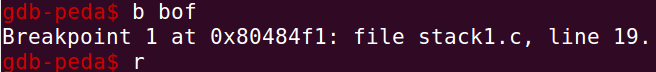 gdb-peda$ b bof
Breakpoint 1 at 0x80484f1: file stack1.c, line 19.
gdb-peda$ r